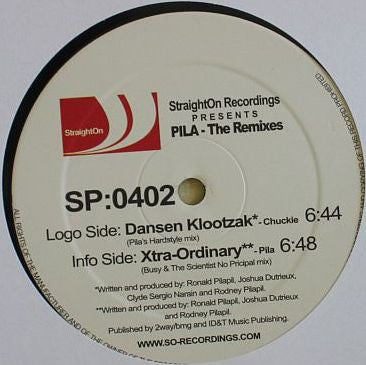 StraightOn
StraightOn Recordings
PRESENTS
PILA - The Remixes
SP:0402
Logo Side: Dansen Klootzak* - Chuckie 6:44
(Pila's Hardstyle mix)
Info Side: Xtra-Ordinary** - Pila 6:48
(Busy & The Scientist No Pricipal mix)
*Written and produced by: Ronald Pilapil, Joshua Dutrieux,
Clyde Sergio Narain and Rodney Pilapil.
**Written and produced by: Ronald Pilapil, Joshua Dutrieux
and Rodney Pilapil.
Published by 2way/bmg and ID&T Music Publishing.
WWW.SO-RECORDINGS.COM
ALL RIGHTS OF THE MANUFACTURER AND OF THE OWNER OF THE
RECORD PROHIBITED